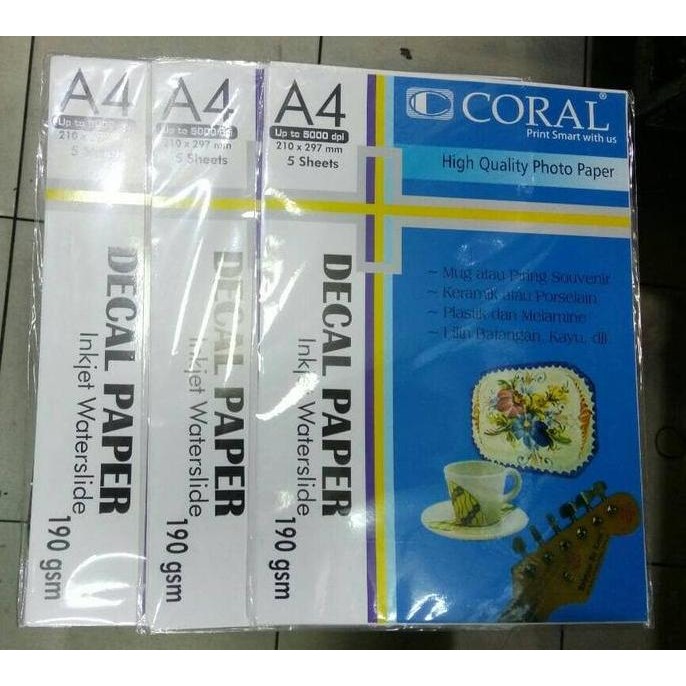 A4
Up to 5000 dpi
210 x 297 mm
5 Sheets
DECAL PAPER
Inkjet Waterslide
190 gsm
A4
Up to 5000 dpi
210 x 297 mm
5 Sheets
DECAL PAPER
Inkjet Waterslide
190 gsm
A4
Up to 5000 dpi
210 x 297 mm
5 Sheets
DECAL PAPER
Inkjet Waterslide
190 gsm
CORAL®
Print Smart with us
High Quality Photo Paper
~ Mug atau Piring Souvenir
~ Keramik atau Porselain
~ Plastik dan Melamine
~ Lilin Batangan, Kayu, dll.